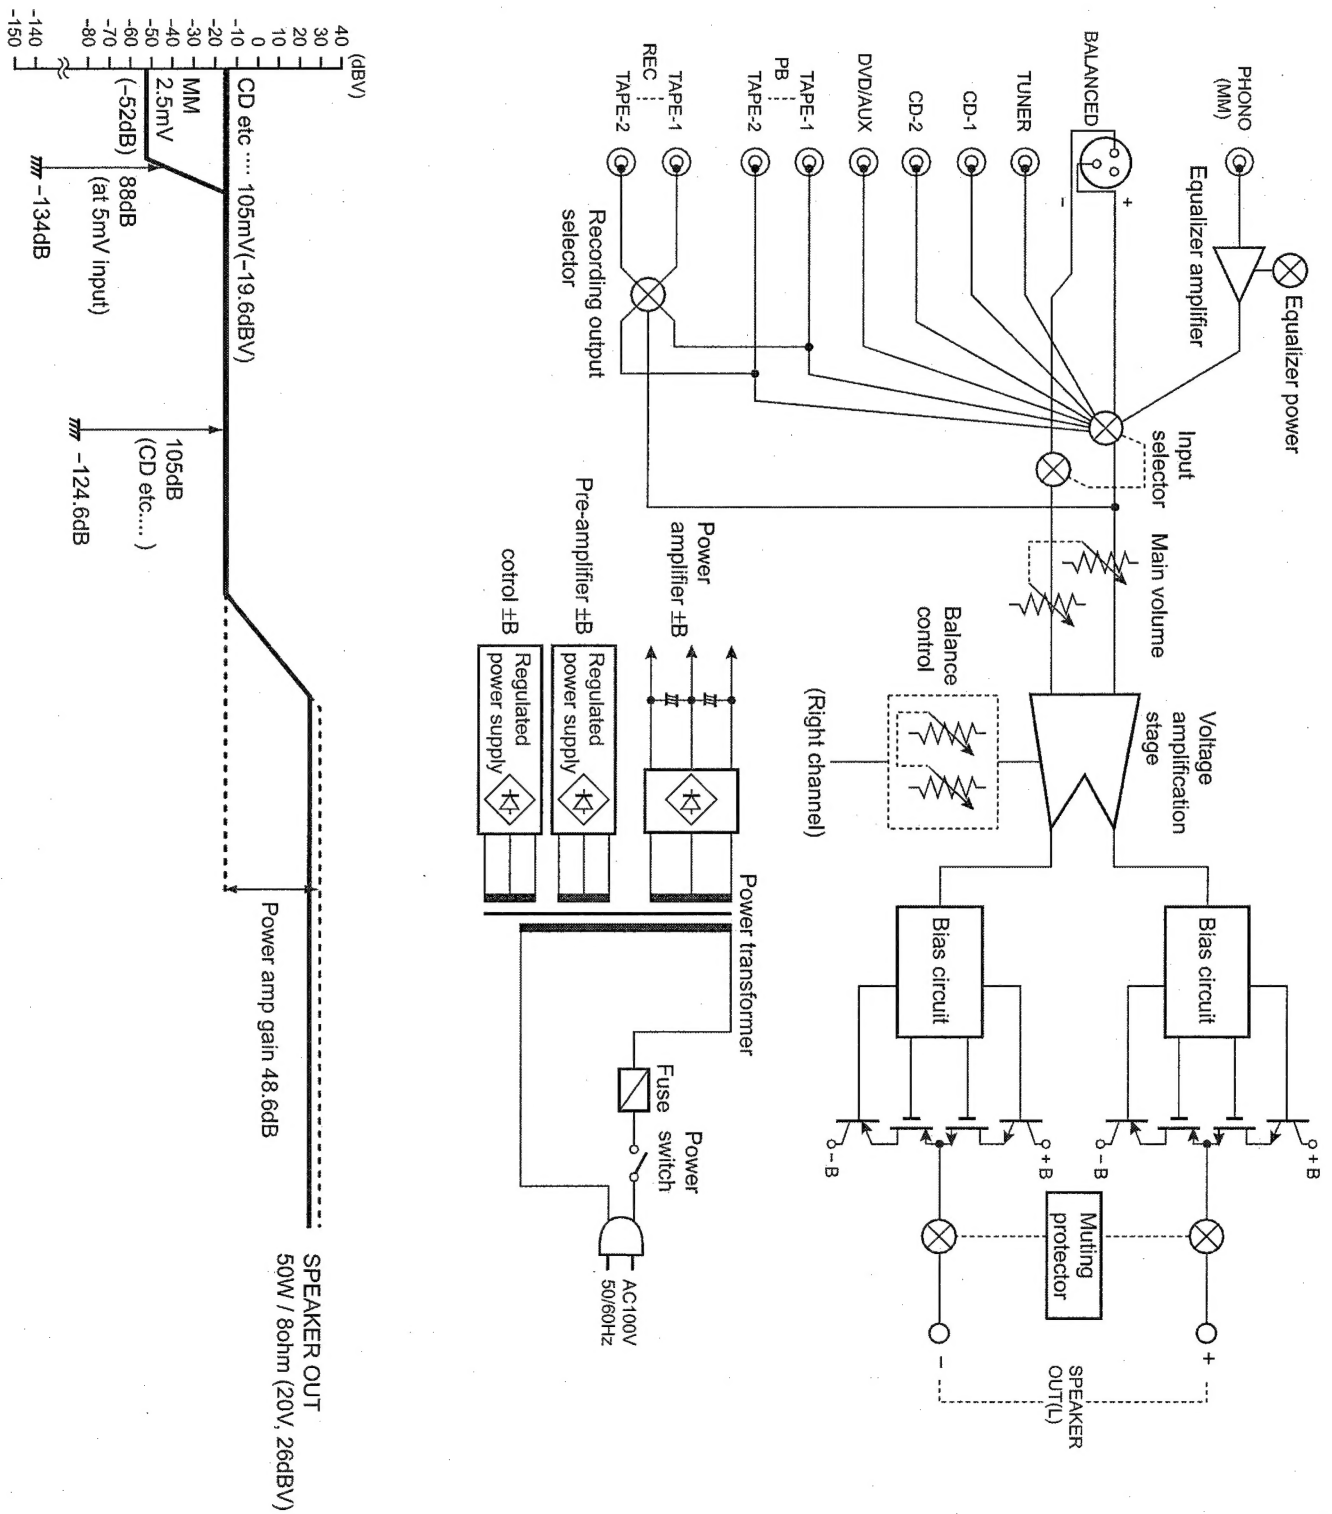 PHONO
(MM)
Equalizer amplifier
Equalizer power
BALANCED
+
−
TUNER
CD-1
CD-2
DVD/AUX
TAPE-1
PB
TAPE-2
TAPE-1
REC
TAPE-2
Recording output
selector
Input
selector
Main volume
Balance
control
(Right channel)
Voltage
amplification
stage
Bias circuit
Bias circuit
+B
−B
+B
−B
Muting
protector
+
−
SPEAKER
OUT(L)
Power
amplifier ±B
Pre-amplifier ±B
Regulated
power supply
cotrol ±B
Regulated
power supply
Power transformer
Fuse
Power
switch
AC100V
50/60Hz
(dBV)
40
30
20
10
0
−10
−20
−30
−40
−50
−60
−70
−80
−140
−150
CD etc ···· 105mV(−19.6dBV)
MM
2.5mV
(−52dB)
88dB
(at 5mV input)
−134dB
105dB
(CD etc.... )
−124.6dB
Power amp gain 48.6dB
SPEAKER OUT
50W / 8ohm (20V, 26dBV)